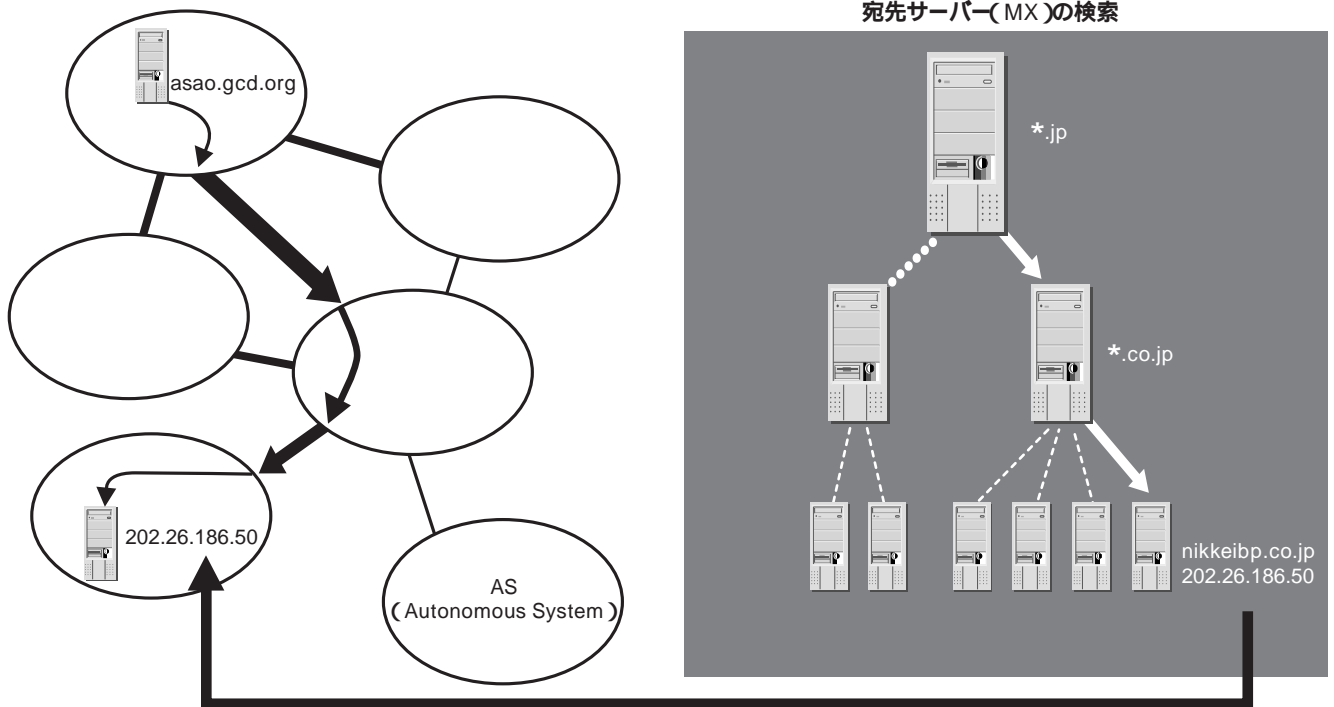 宛先サーバー(MX)の検索
asao.gcd.org
202.26.186.50
AS
(Autonomous System)
*.jp
*.co.jp
nikkeibp.co.jp
202.26.186.50